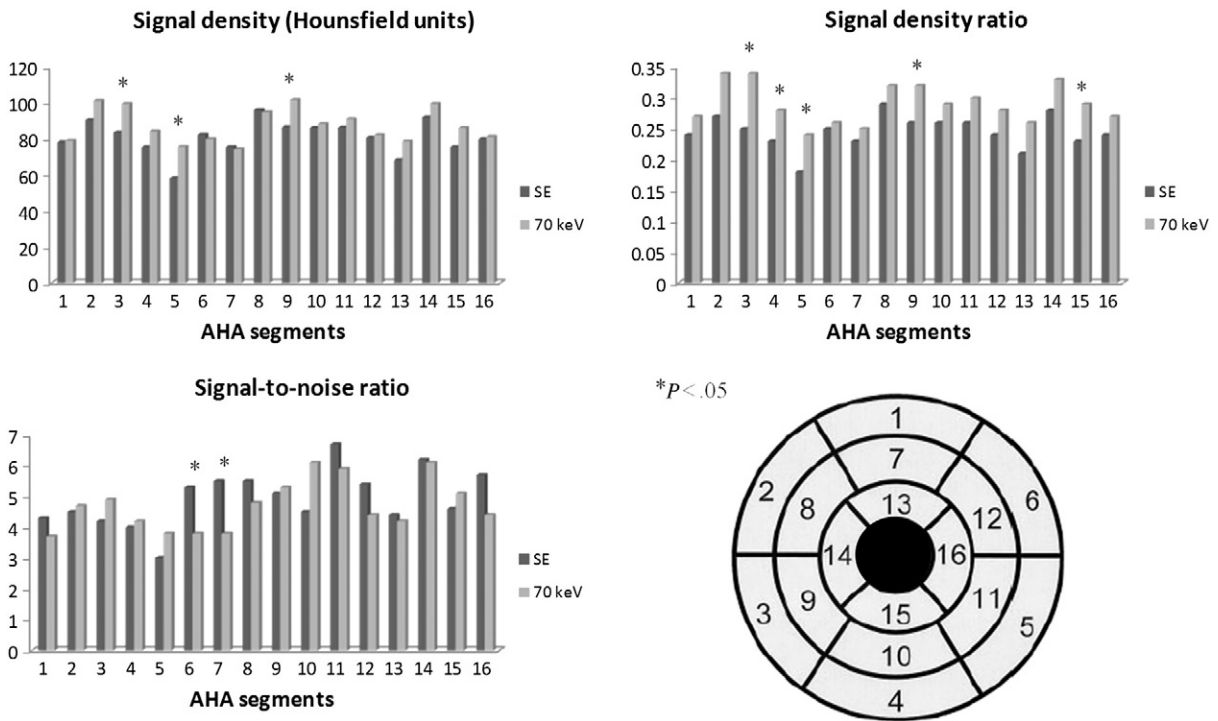 Signal density (Hounsfield units)
120
100
80
60
40
20
0
* * *
SE
70 keV
1 2 3 4 5 6 7 8 9 10 11 12 13 14 15 16
AHA segments
Signal density ratio
0.35
0.3
0.25
0.2
0.15
0.1
0.05
0
* * * * *
SE
70 keV
1 2 3 4 5 6 7 8 9 10 11 12 13 14 15 16
AHA segments
Signal-to-noise ratio
7
6
5
4
3
2
1
0
* *
SE
70 keV
1 2 3 4 5 6 7 8 9 10 11 12 13 14 15 16
AHA segments
*P< .05
1
7
2 8 13 12 6
14 16
3 9 15 11 5
10
4